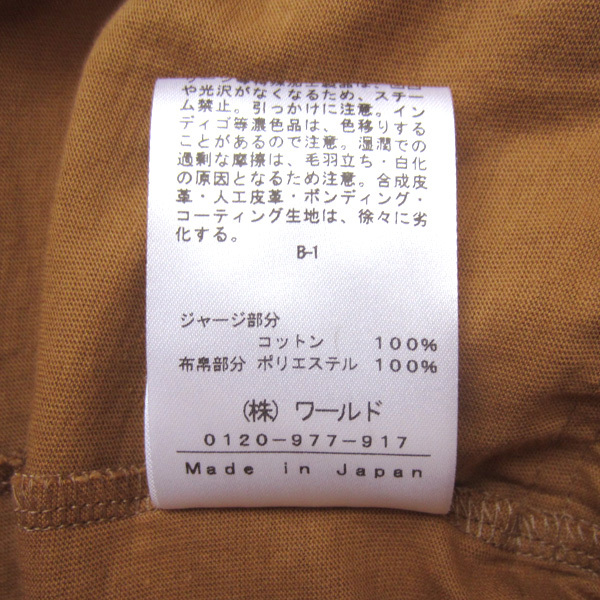 や光沢がなくなるため、スチー
ム禁止。引っかけに注意。イン
ディゴ等濃色品は、色移りする
ことがあるので注意。湿潤での
過剰な摩擦は、毛羽立ち・白化
の原因となるため注意。合成皮
革・人工皮革・ボンディング・
コーティング生地は、徐々に劣
化する。
B-1
ジャージ部分
コットン 100%
布帛部分 ポリエステル 100%
(株) ワールド
0120-977-917
Made in Japan